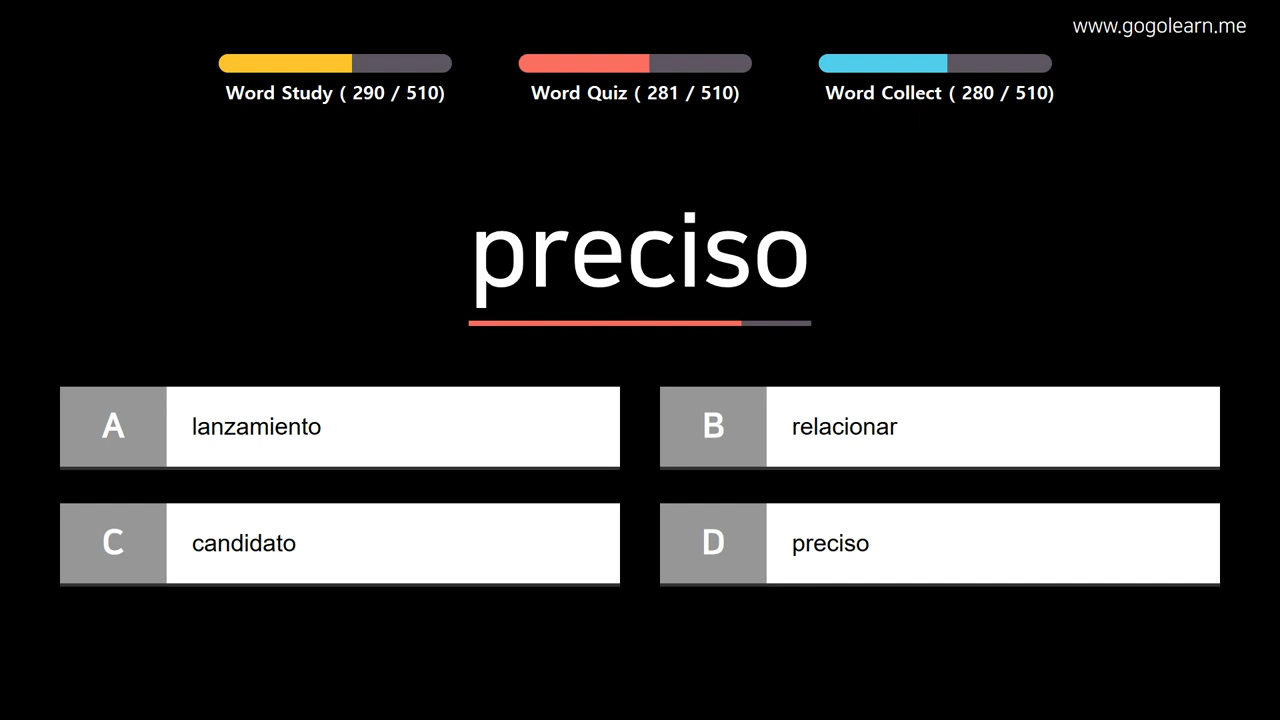 www.gogolearn.me
Word Study ( 290 / 510)
Word Quiz ( 281 / 510)
Word Collect ( 280 / 510)
preciso
A lanzamiento
B relacionar
C candidato
D preciso